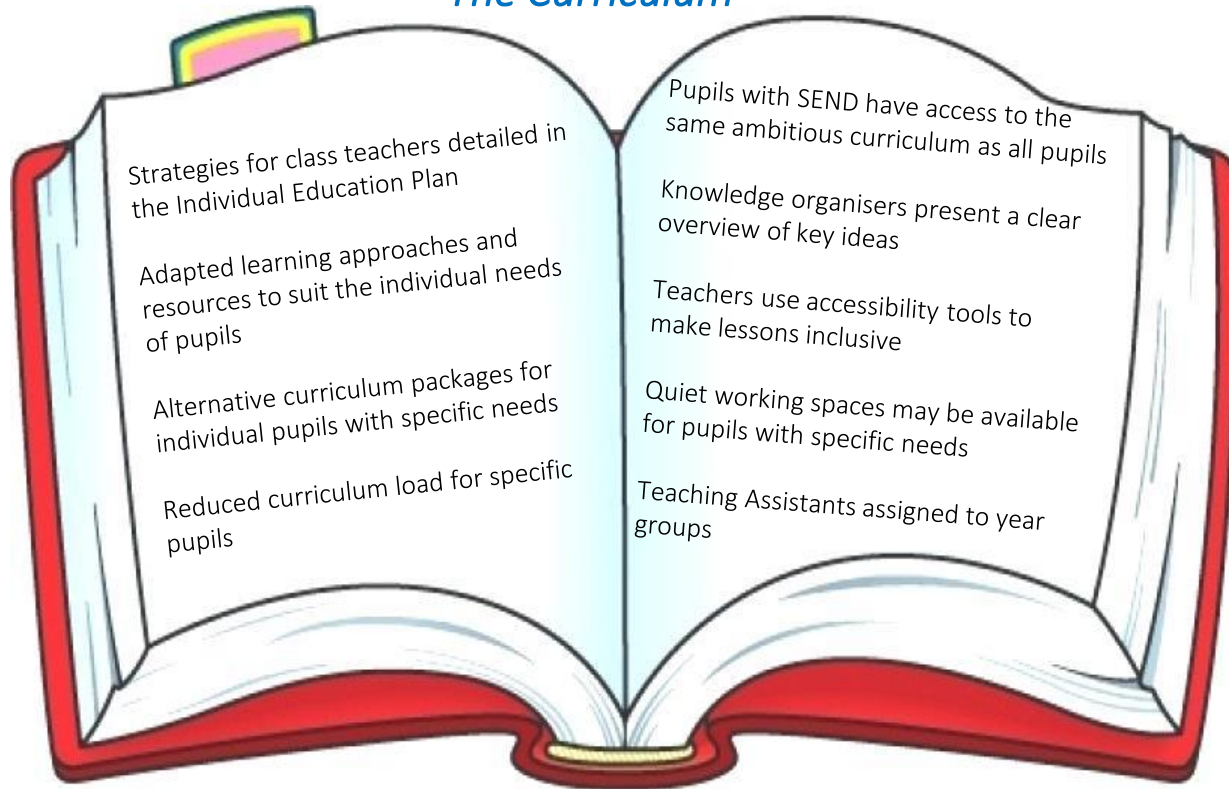 The Curriculum
Strategies for class teachers detailed in
the Individual Education Plan
Adapted learning approaches and
resources to suit the individual needs
of pupils
Alternative curriculum packages for
individual pupils with specific needs
Reduced curriculum load for specific
pupils
Pupils with SEND have access to the
same ambitious curriculum as all pupils
Knowledge organisers present a clear
overview of key ideas
Teachers use accessibility tools to
make lessons inclusive
Quiet working spaces may be available
for pupils with specific needs
Teaching Assistants assigned to year
groups